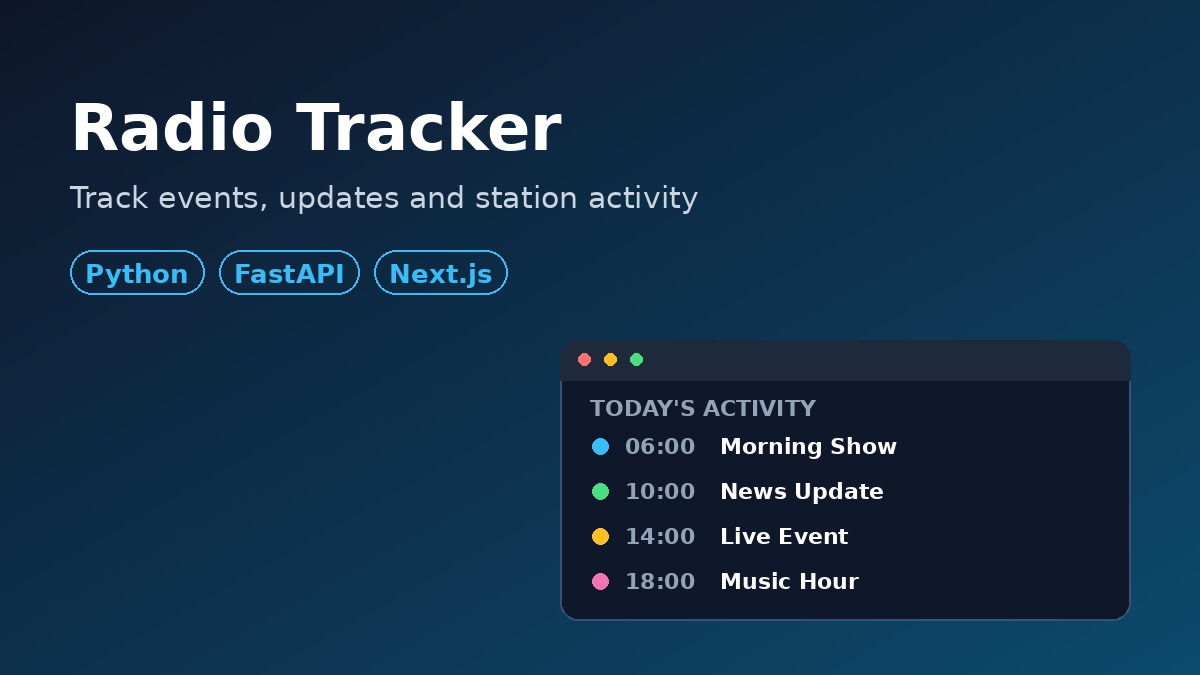 Radio Tracker
Track events, updates and station activity
Python FastAPI Next.js
TODAY'S ACTIVITY
06:00 Morning Show
10:00 News Update
14:00 Live Event
18:00 Music Hour